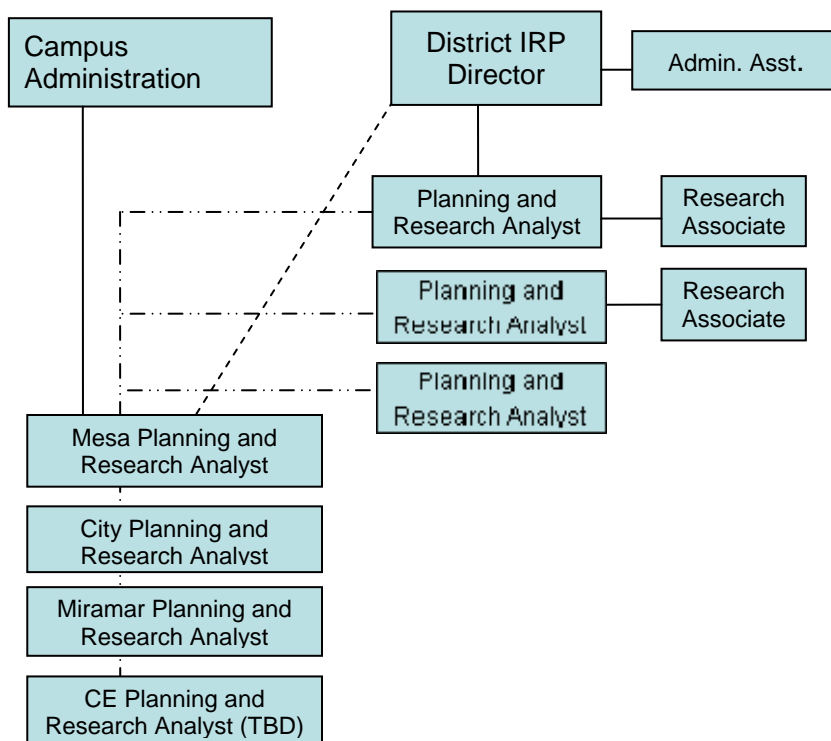 Campus
Administration
District IRP
Director
Admin. Asst.
Planning and
Research Analyst
Research
Associate
Planning and
Research Analyst
Research
Associate
Planning and
Research Analyst
Mesa Planning and
Research Analyst
City Planning and
Research Analyst
Miramar Planning and
Research Analyst
CE Planning and
Research Analyst (TBD)